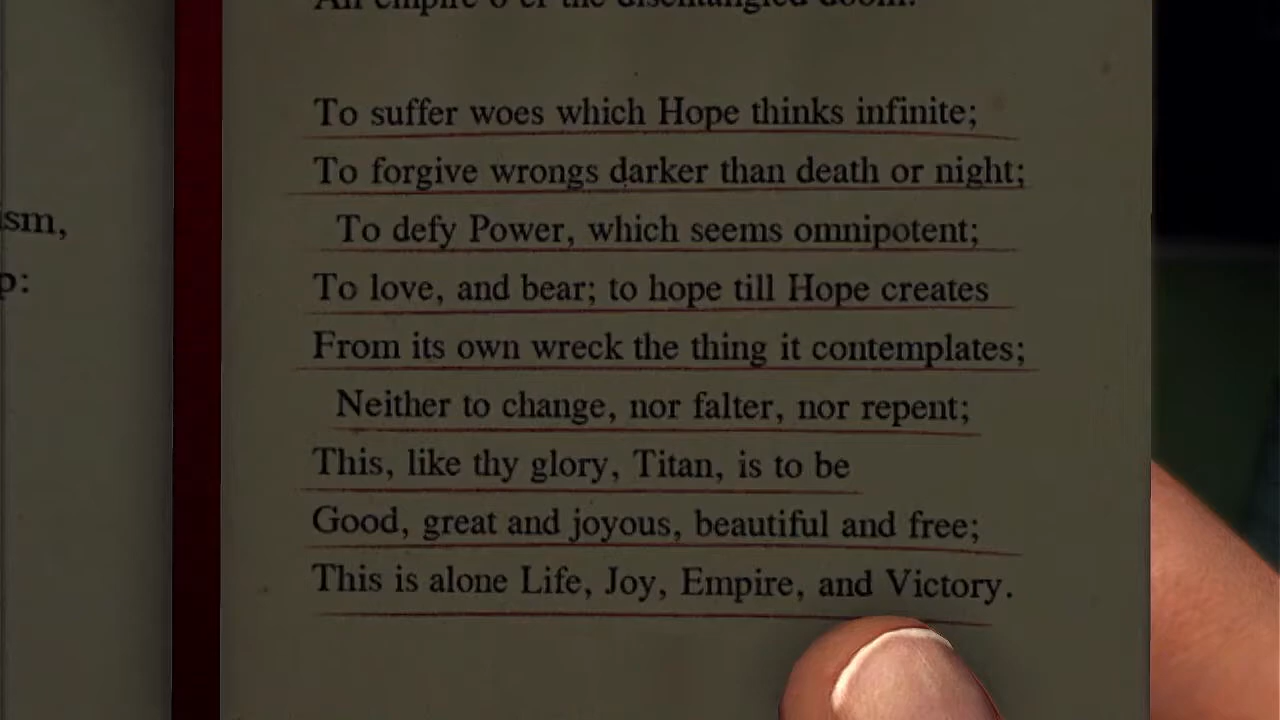 An empire o'er the disentangled doom.
To suffer woes which Hope thinks infinite;
To forgive wrongs darker than death or night;
To defy Power, which seems omnipotent;
To love, and bear; to hope till Hope creates
From its own wreck the thing it contemplates;
Neither to change, nor falter, nor repent;
This, like thy glory, Titan, is to be
Good, great and joyous, beautiful and free;
This is alone Life, Joy, Empire, and Victory.
ism,
p: